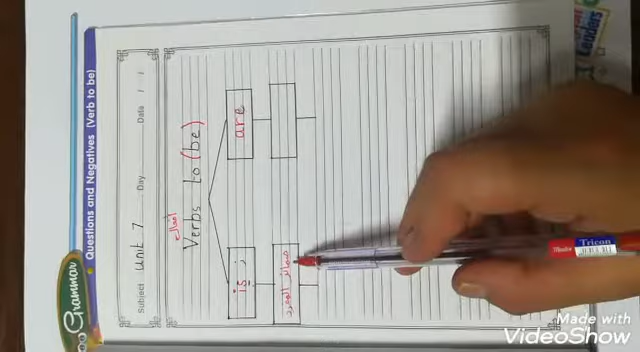 Grammar
Questions and Negatives (Verb to be)
Subject Unit 7 Day Date / /
أفعال
Verbs to (be)
is are
ضمائر المفرد
Tricon
Made with
VideoShow